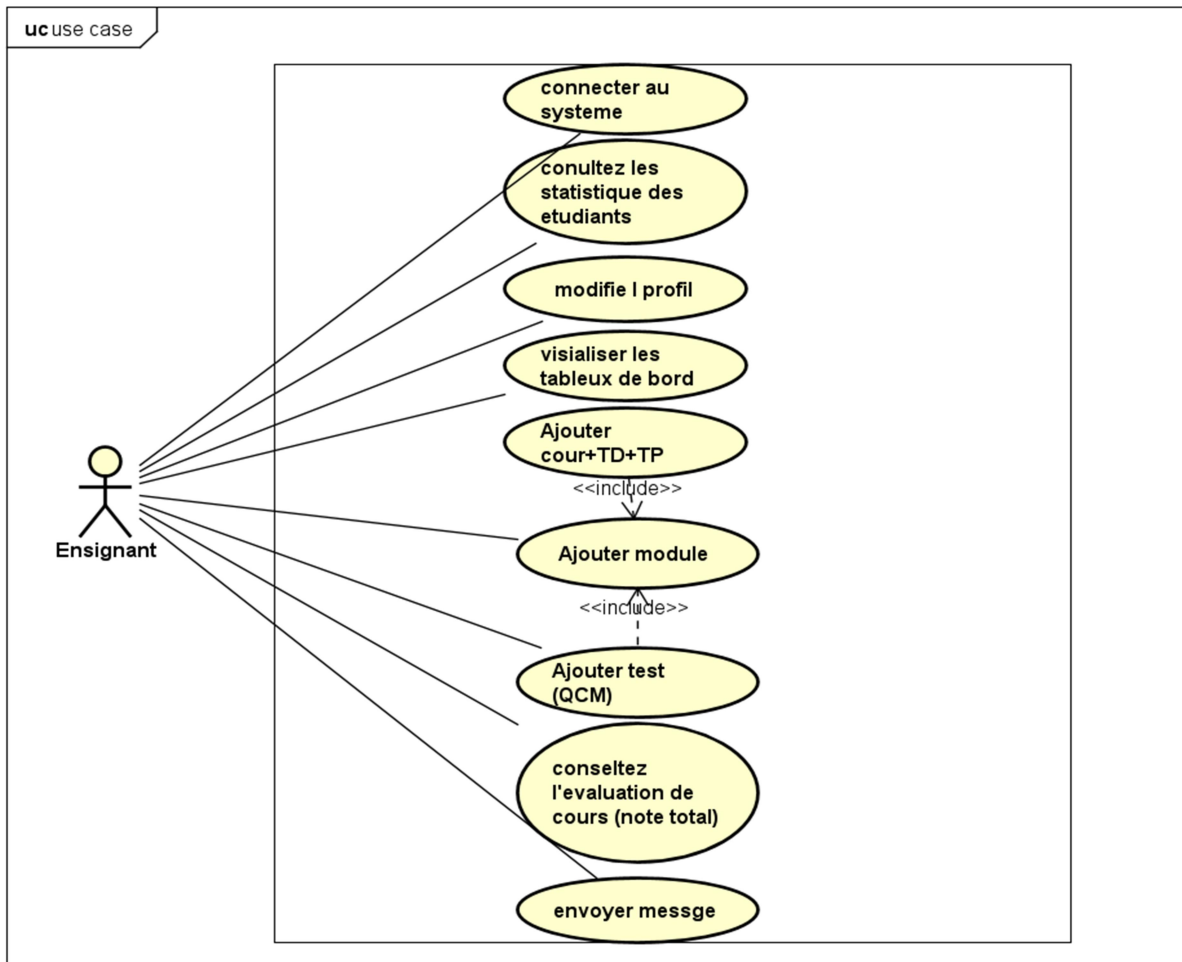 uc use case
connecter au
systeme
conultez les
statistique des
etudiants
modifie l profil
visialiser les
tableux de bord
Ajouter
cour+TD+TP
<<include>>
Ensignant
Ajouter module
<<include>>
Ajouter test
(QCM)
conseltez
l'evaluation de
cours (note total)
envoyer messge